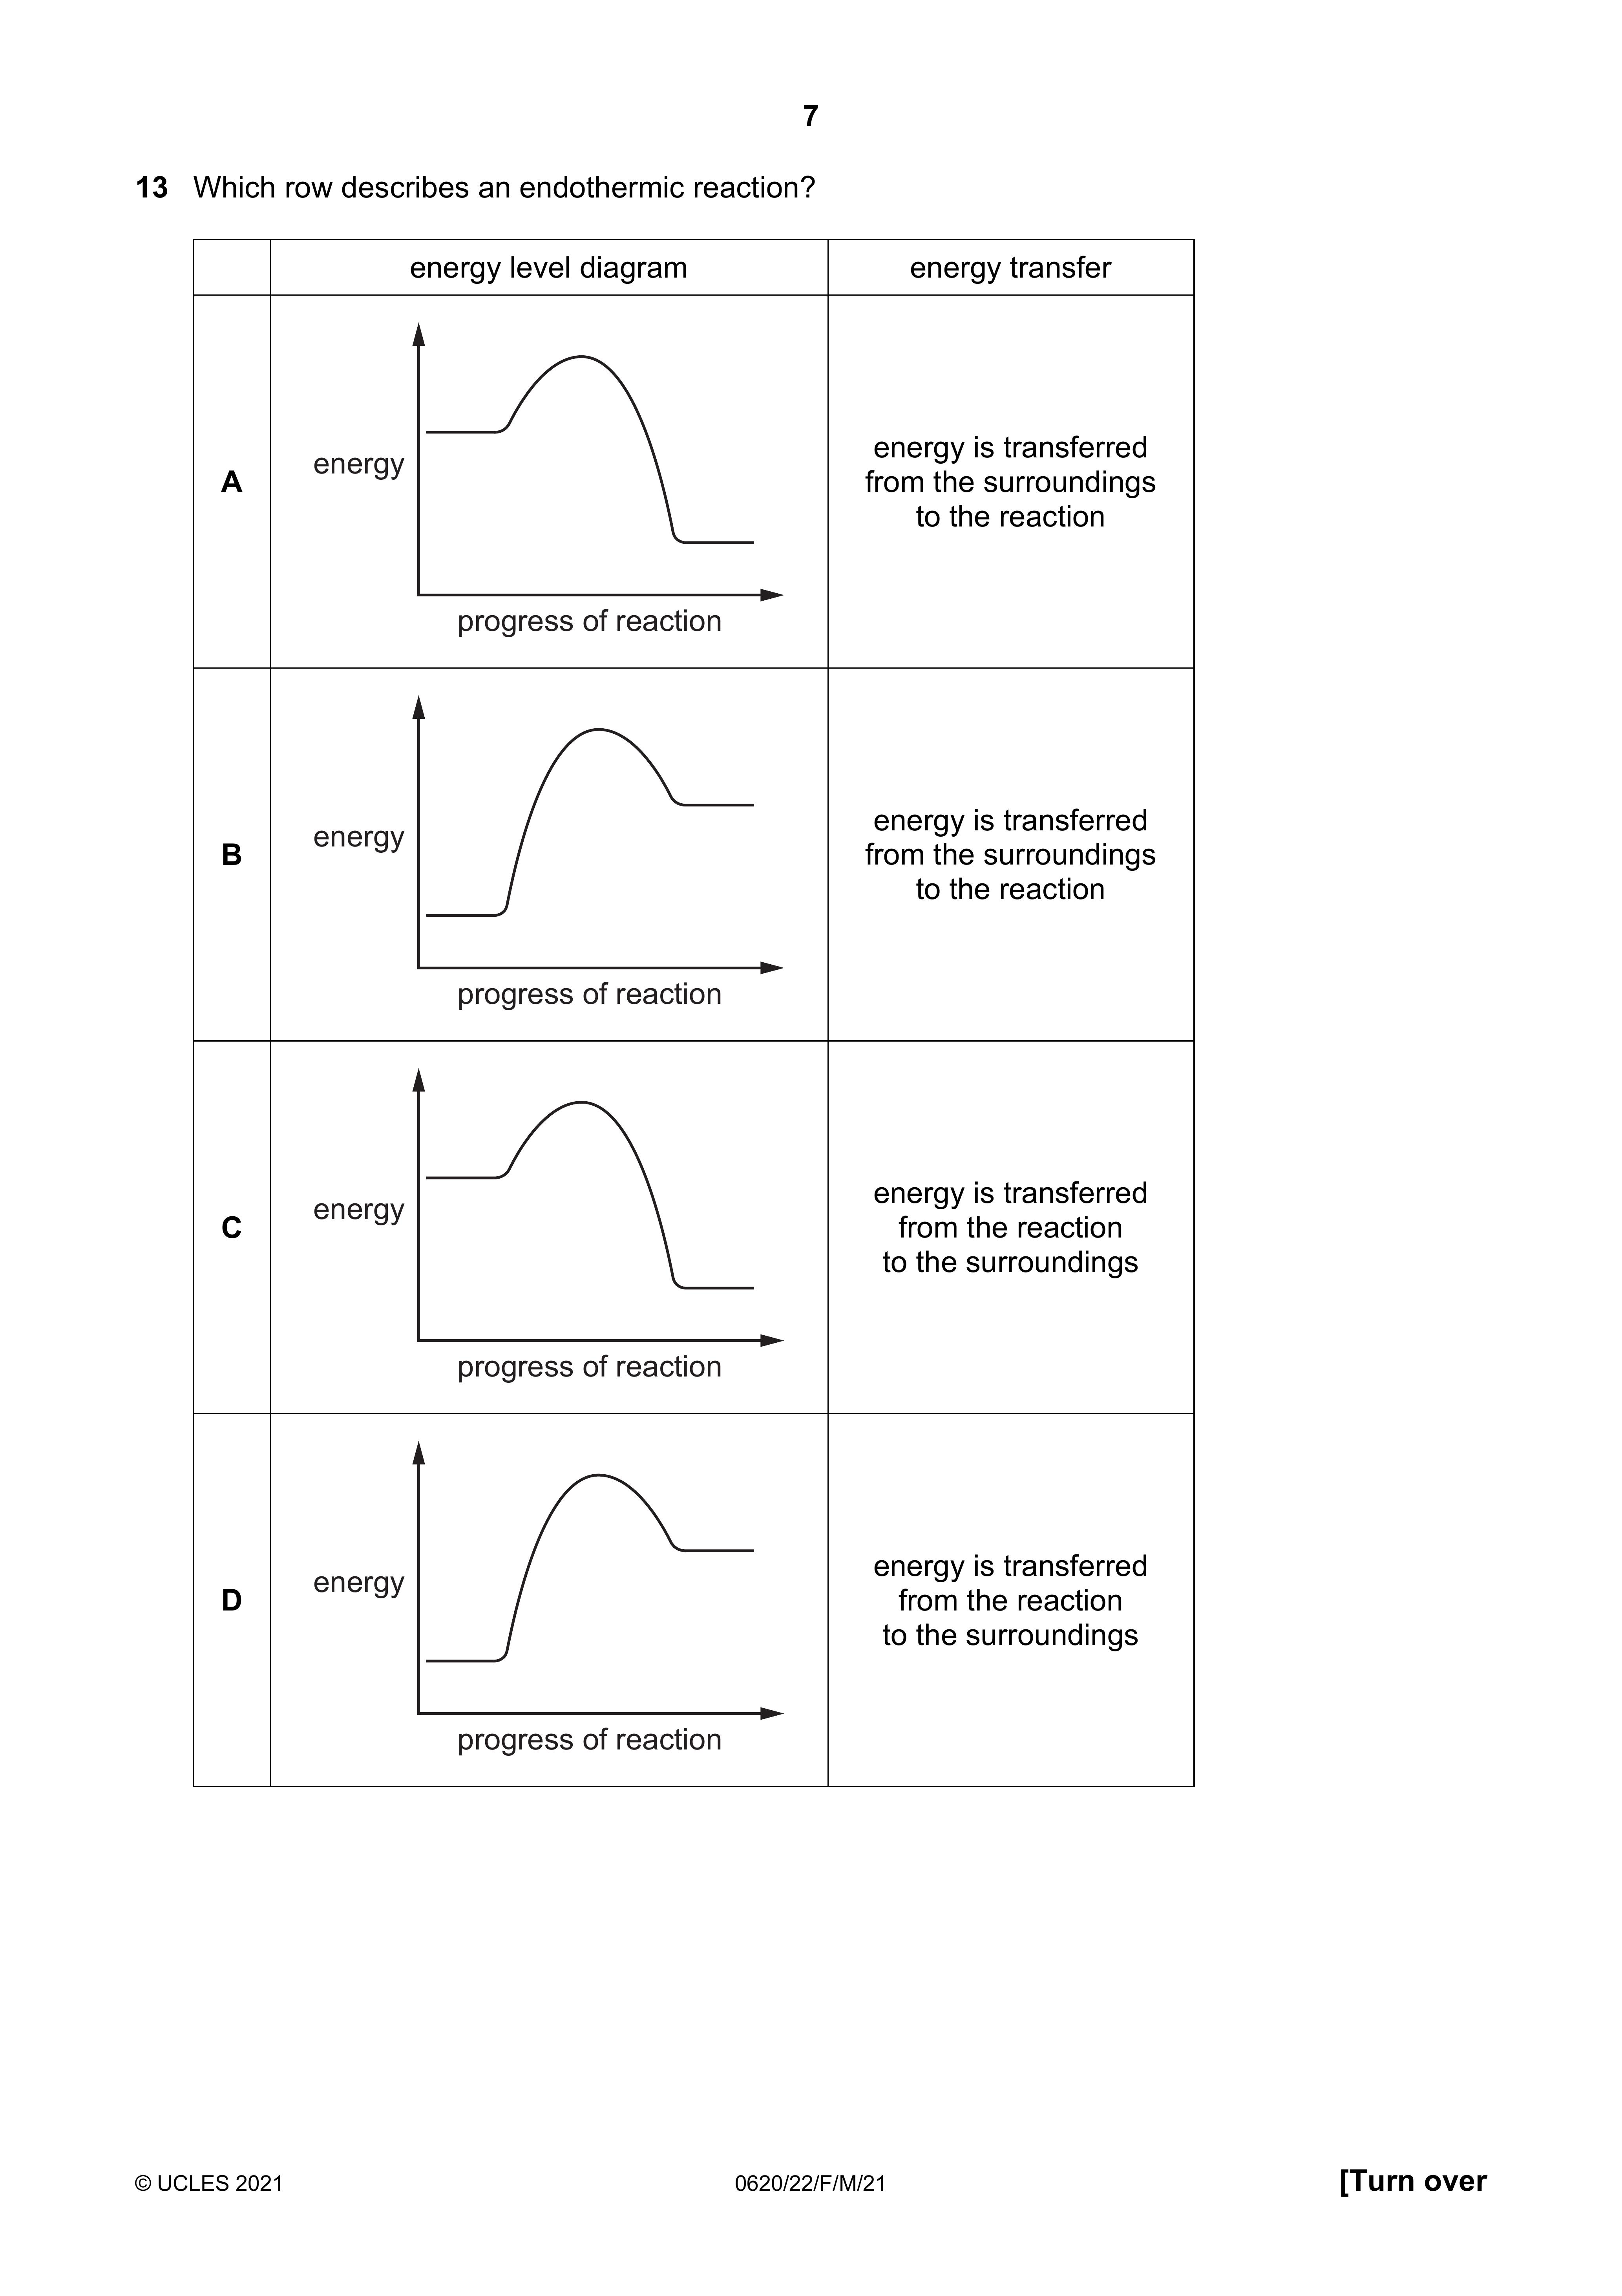 7
13 Which row describes an endothermic reaction?
energy level diagram
energy transfer
A
energy
progress of reaction
energy is transferred
from the surroundings
to the reaction
B
energy
progress of reaction
energy is transferred
from the surroundings
to the reaction
C
energy
progress of reaction
energy is transferred
from the reaction
to the surroundings
D
energy
progress of reaction
energy is transferred
from the reaction
to the surroundings
© UCLES 2021
0620/22/F/M/21
[Turn over